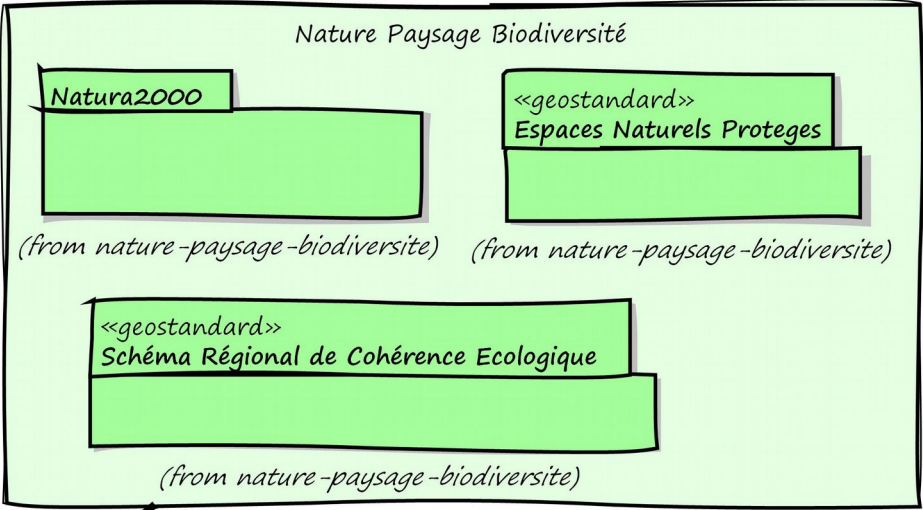 Nature Paysage Biodiversité
Natura2000
«geostandard»
Espaces Naturels Proteges
(from nature-paysage-biodiversite)
(from nature-paysage-biodiversite)
«geostandard»
Schéma Régional de Cohérence Ecologique
(from nature-paysage-biodiversite)